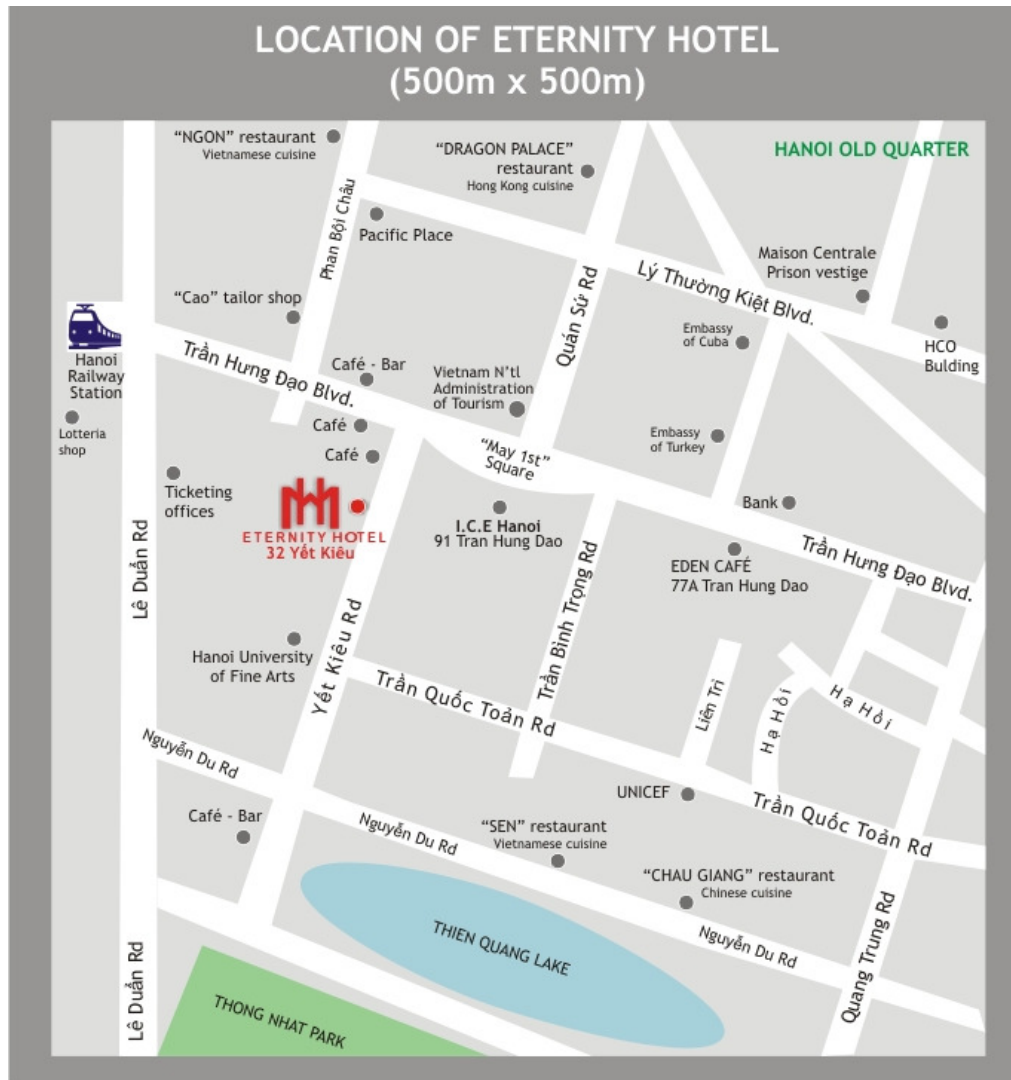 LOCATION OF ETERNITY HOTEL
(500m x 500m)
“NGON” restaurant
Vietnamese cuisine
“DRAGON PALACE”
restaurant
Hong Kong cuisine
HANOI OLD QUARTER
Phan Bội Châu
Pacific Place
Maison Centrale
Prison vestige
Lý Thường Kiệt Blvd.
Quán Sứ Rd
“Cao” tailor shop
Hanoi
Railway
Station
Trần Hưng Đạo Blvd.
Café - Bar
Vietnam N’tl
Administration
of Tourism
Embassy
of Cuba
HCO
Bulding
Lotteria
shop
Café
Café
“May 1st”
Square
Embassy
of Turkey
Ticketing
offices
ETERNITY HOTEL
32 Yết Kiêu
I.C.E Hanoi
91 Tran Hung Dao
Bank
Trần Hưng Đạo Blvd.
EDEN CAFÉ
77A Tran Hung Dao
Lê Duẩn Rd
Trần Bình Trọng Rd
Hanoi University
of Fine Arts
Yết Kiêu Rd
Trần Quốc Toản Rd
Liên Trì
Hạ Hồi
Hạ Hồi
Nguyễn Du Rd
UNICEF
Trần Quốc Toản Rd
Café - Bar
Nguyễn Du Rd
“SEN” restaurant
Vietnamese cuisine
“CHAU GIANG” restaurant
Chinese cuisine
THIEN QUANG LAKE
Nguyễn Du Rd
Quang Trung Rd
Lê Duẩn Rd
THONG NHAT PARK